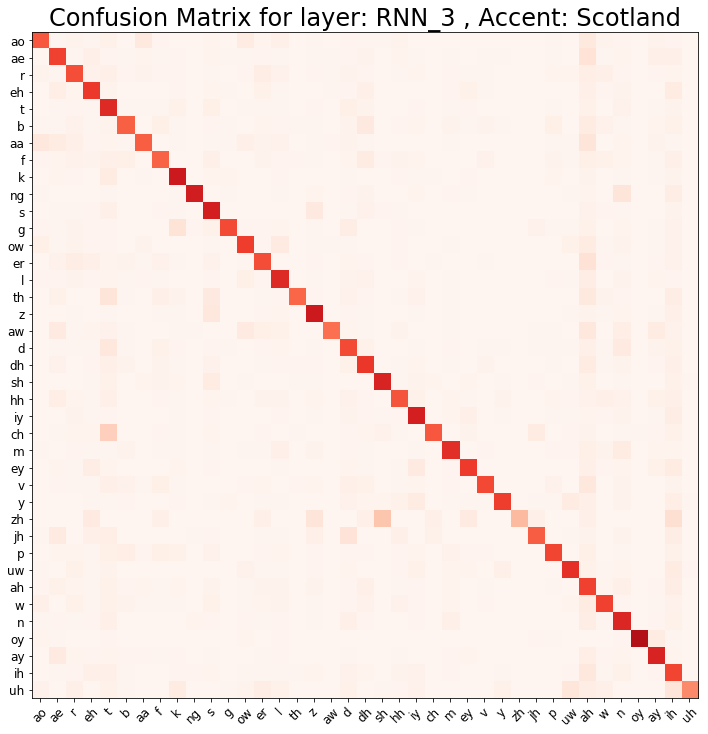 Confusion Matrix for layer: RNN_3 , Accent: Scotland
ao
ae
r
eh
t
b
aa
f
k
ng
s
g
ow
er
l
th
z
aw
d
dh
sh
hh
iy
ch
m
ey
v
y
zh
jh
p
uw
ah
w
n
oy
ay
ih
uh
ao ae r eh t b aa f k ng s g ow er l th z aw d dh sh hh iy ch m ey v y zh jh p uw ah w n oy ay ih uh